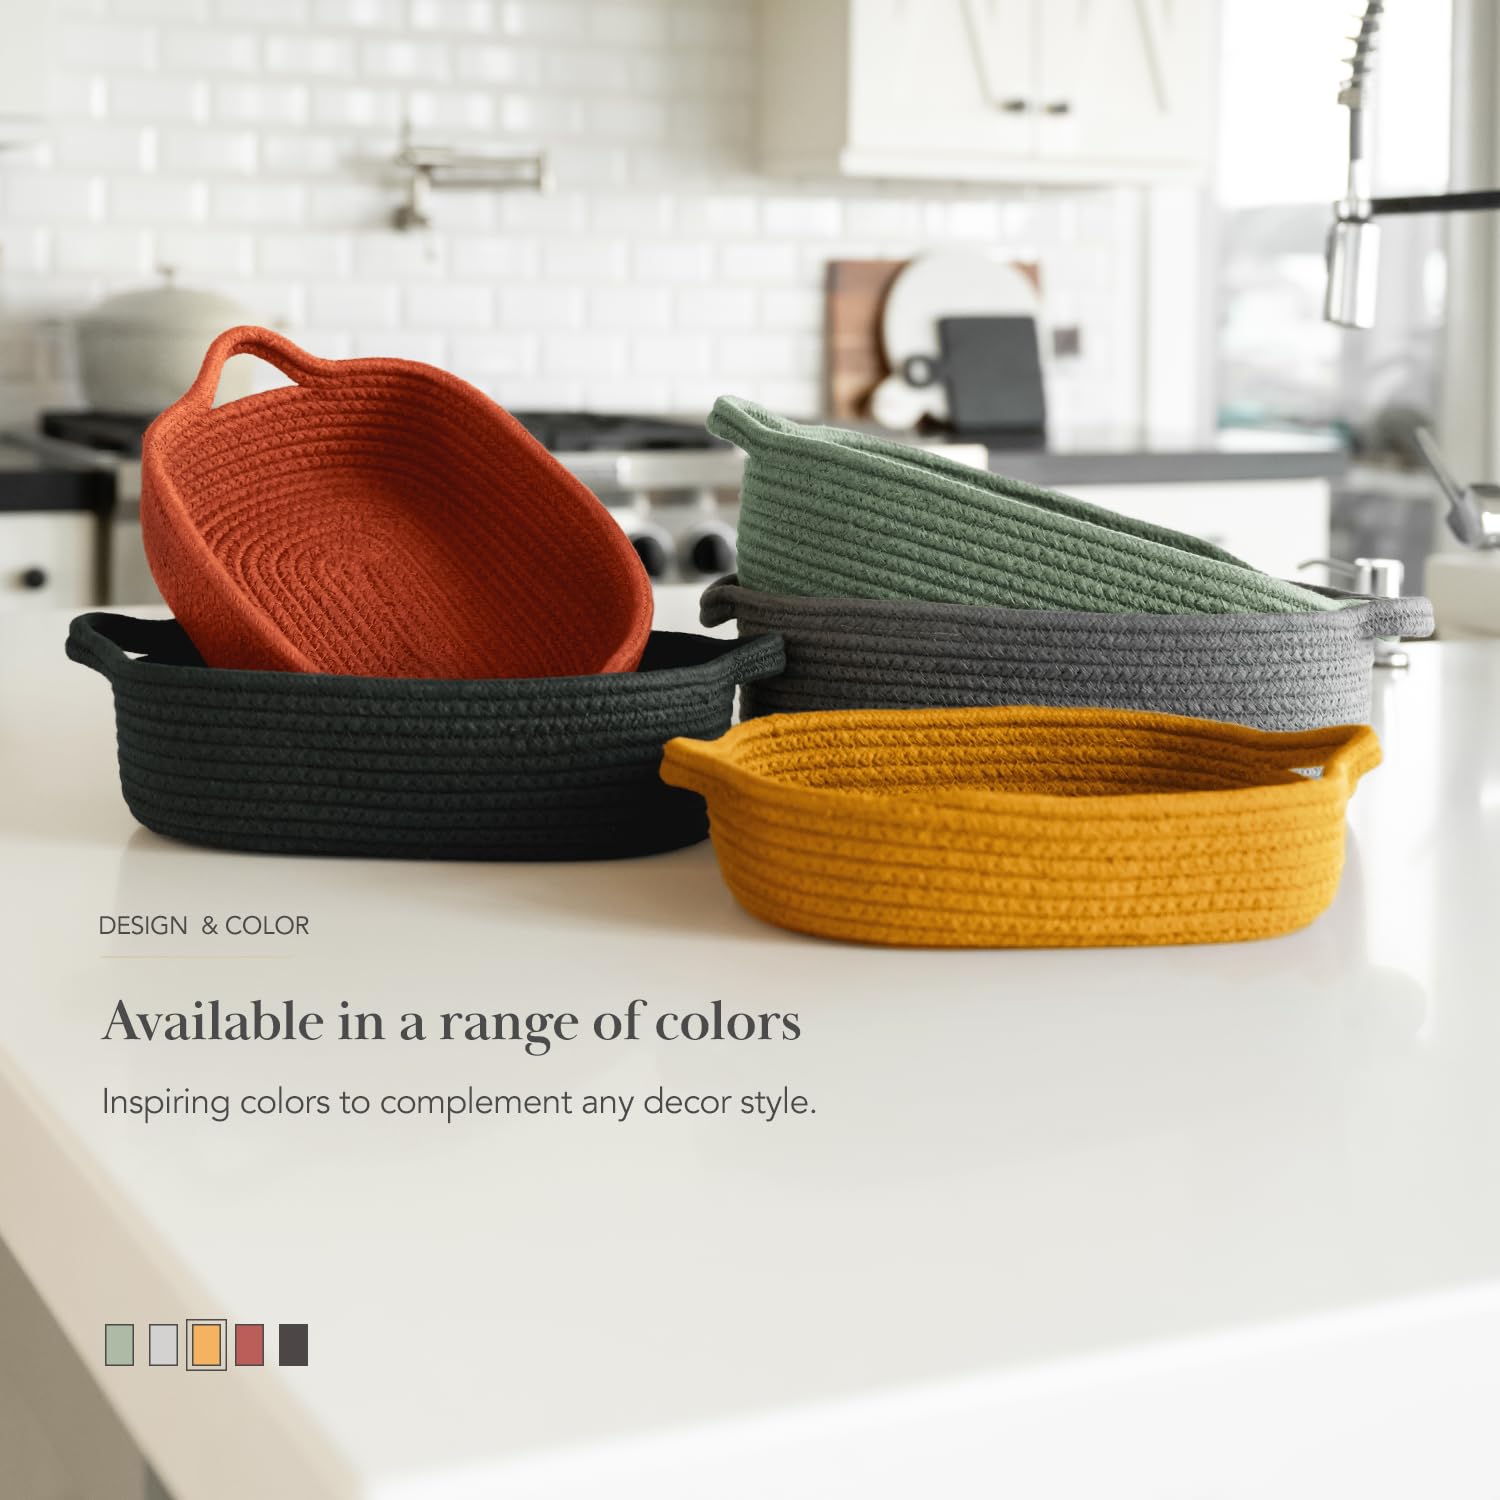 DESIGN & COLOR
Available in a range of colors
Inspiring colors to complement any decor style.